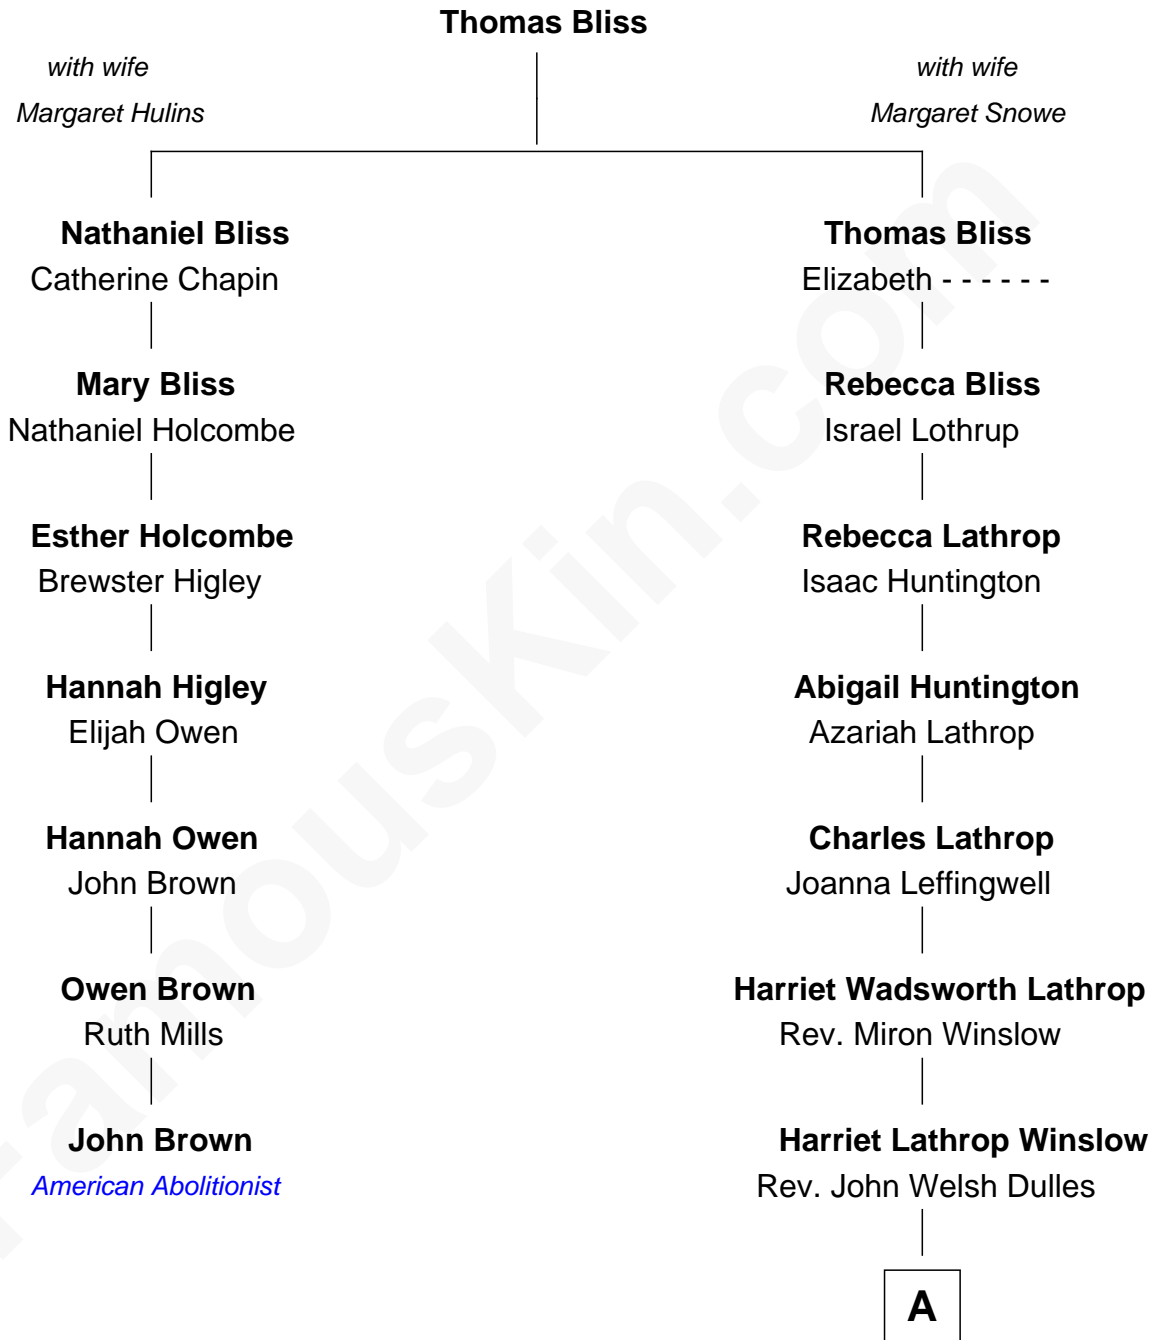 Thomas Bliss
with wife
Margaret Hulins
with wife
Margaret Snowe
Nathaniel Bliss
Catherine Chapin
Thomas Bliss
Elizabeth - - - - - -
Mary Bliss
Nathaniel Holcombe
Rebecca Bliss
Israel Lothrup
Esther Holcombe
Brewster Higley
Rebecca Lathrop
Isaac Huntington
Hannah Higley
Elijah Owen
Abigail Huntington
Azariah Lathrop
Hannah Owen
John Brown
Charles Lathrop
Joanna Leffingwell
Owen Brown
Ruth Mills
Harriet Wadsworth Lathrop
Rev. Miron Winslow
John Brown
American Abolitionist
Harriet Lathrop Winslow
Rev. John Welsh Dulles
A
FamousKin.com